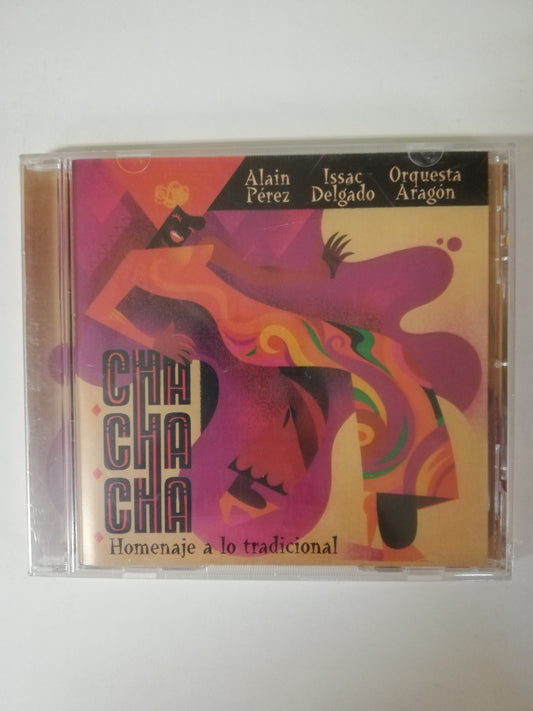 Alain Issac Orquesta
Pérez Delgado Aragón
CHA
CHA
CHA
Homenaje a lo tradicional